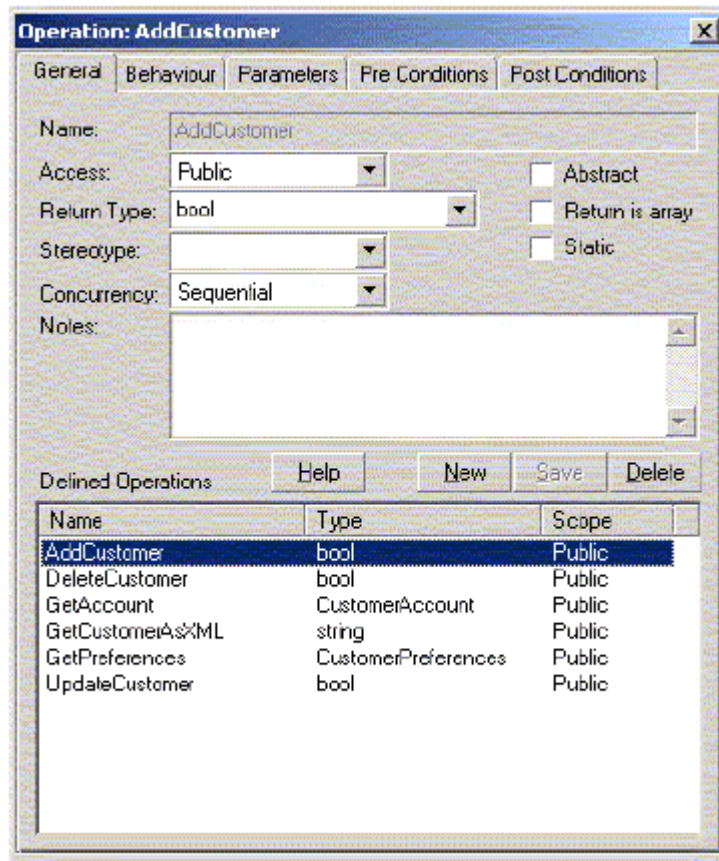 Operation: AddCustomer
General Behaviour Parameters Pre Conditions Post Conditions
Name: AddCustomer
Access: Public Abstract
Return Type: bool Return is array
Stereotype: Static
Concurrency: Sequential
Notes:
Defined Operations Help New Save Delete
Name Type Scope
AddCustomer bool Public
DeleteCustomer bool Public
GetAccount CustomerAccount Public
GetCustomerAsXML string Public
GetPreferences CustomerPreferences Public
UpdateCustomer bool Public